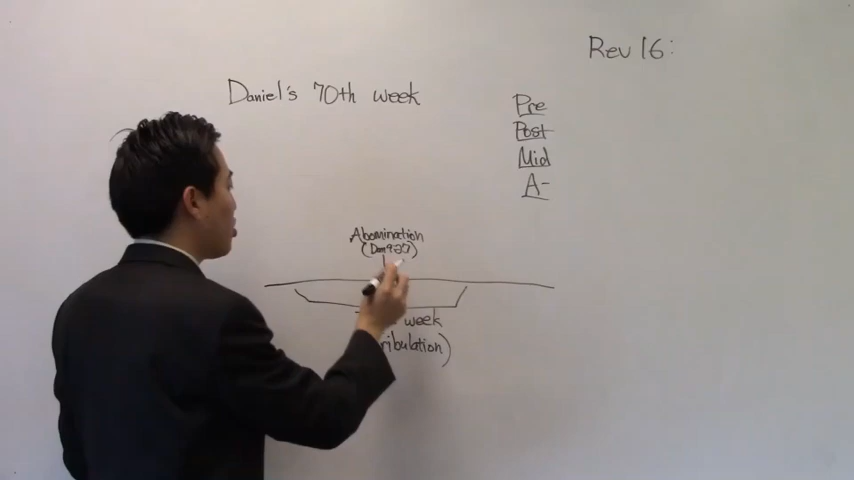 Rev 16:
Daniel's 70th week
Pre
Post
Mid
A-
Abomination
(Dan 9:27)
week
ribulation)